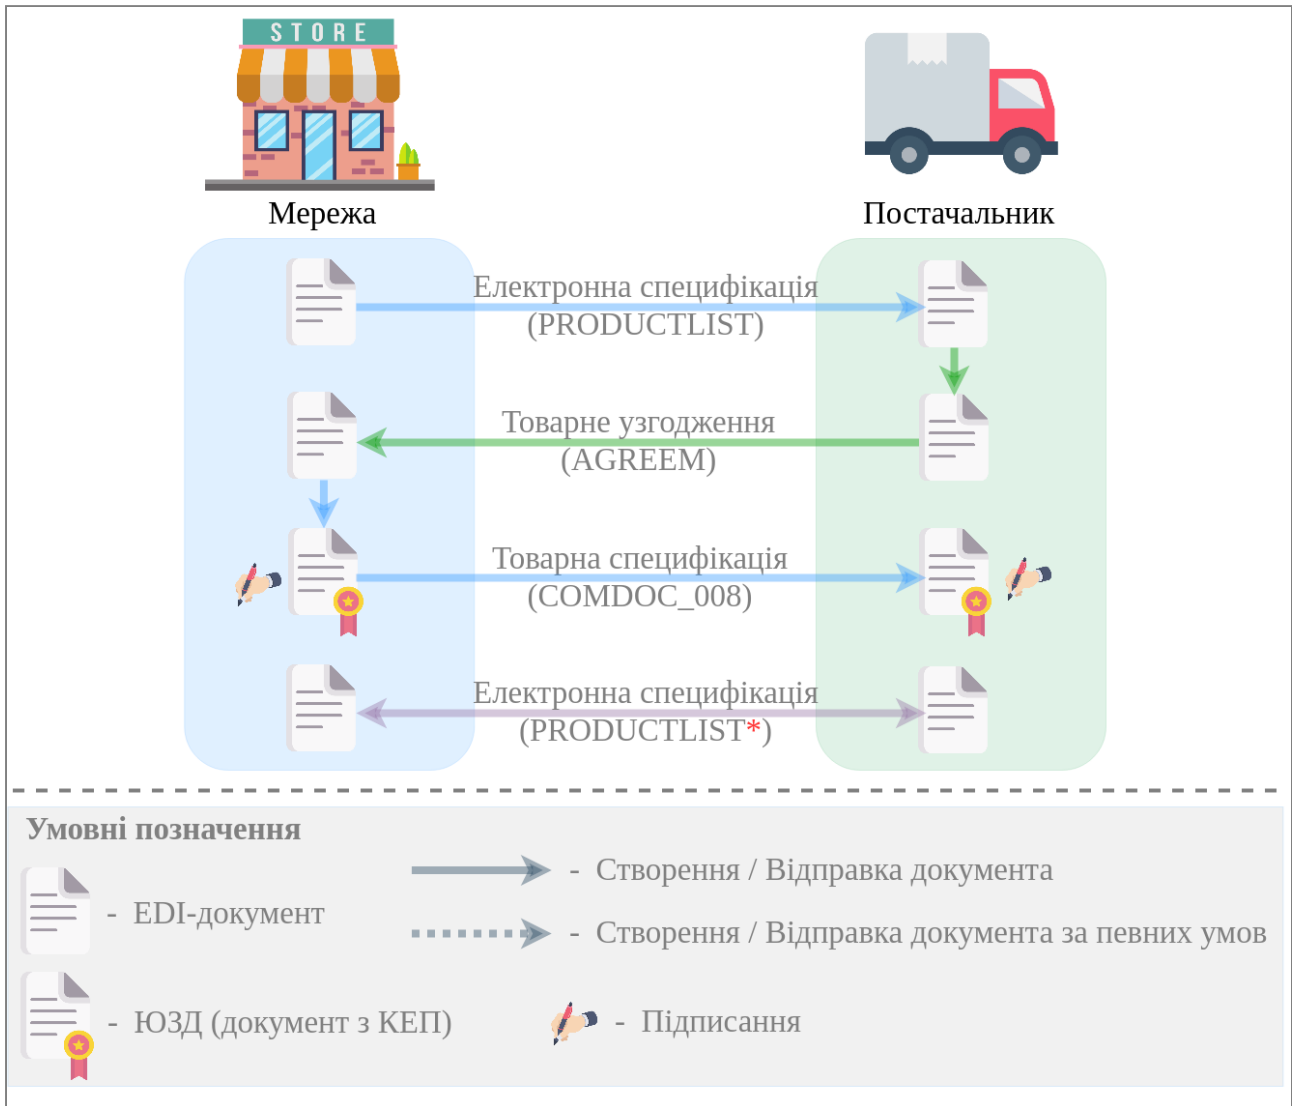 STORE
Мережа
Постачальник
Електронна специфікація
(PRODUCTLIST)
Товарне узгодження
(AGREEM)
Товарна специфікація
(COMDOC_008)
Електронна специфікація
(PRODUCTLIST*)
Умовні позначення
- EDI-документ
- Створення / Відправка документа
- Створення / Відправка документа за певних умов
- ЮЗД (документ з КЕП)
- Підписання